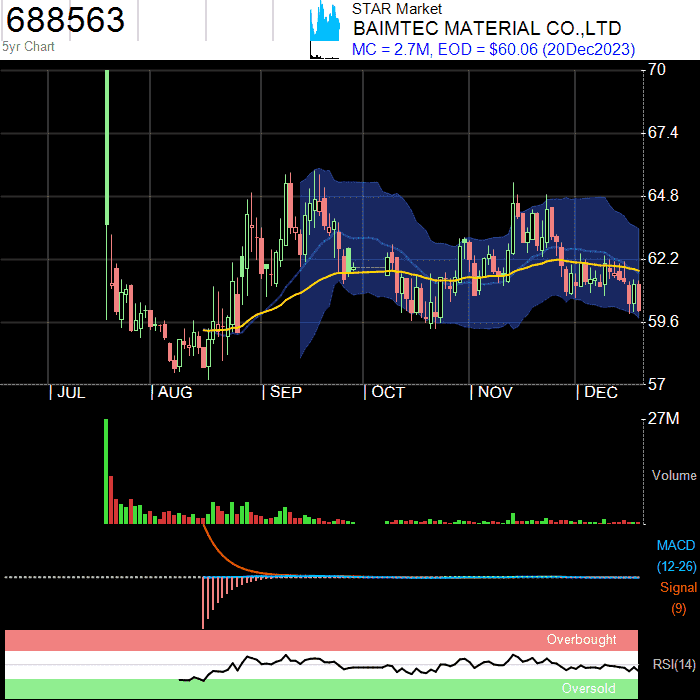 688563
STAR Market
BAIMTEC MATERIAL CO.,LTD
5yr Chart
MC = 2.7M, EOD = $60.06 (20Dec2023)
70
67.4
64.8
62.2
59.6
57
| JUL | AUG | SEP | OCT | NOV | DEC
27M
Volume
MACD
(12-26)
Signal
(9)
Overbought
RSI(14)
Oversold